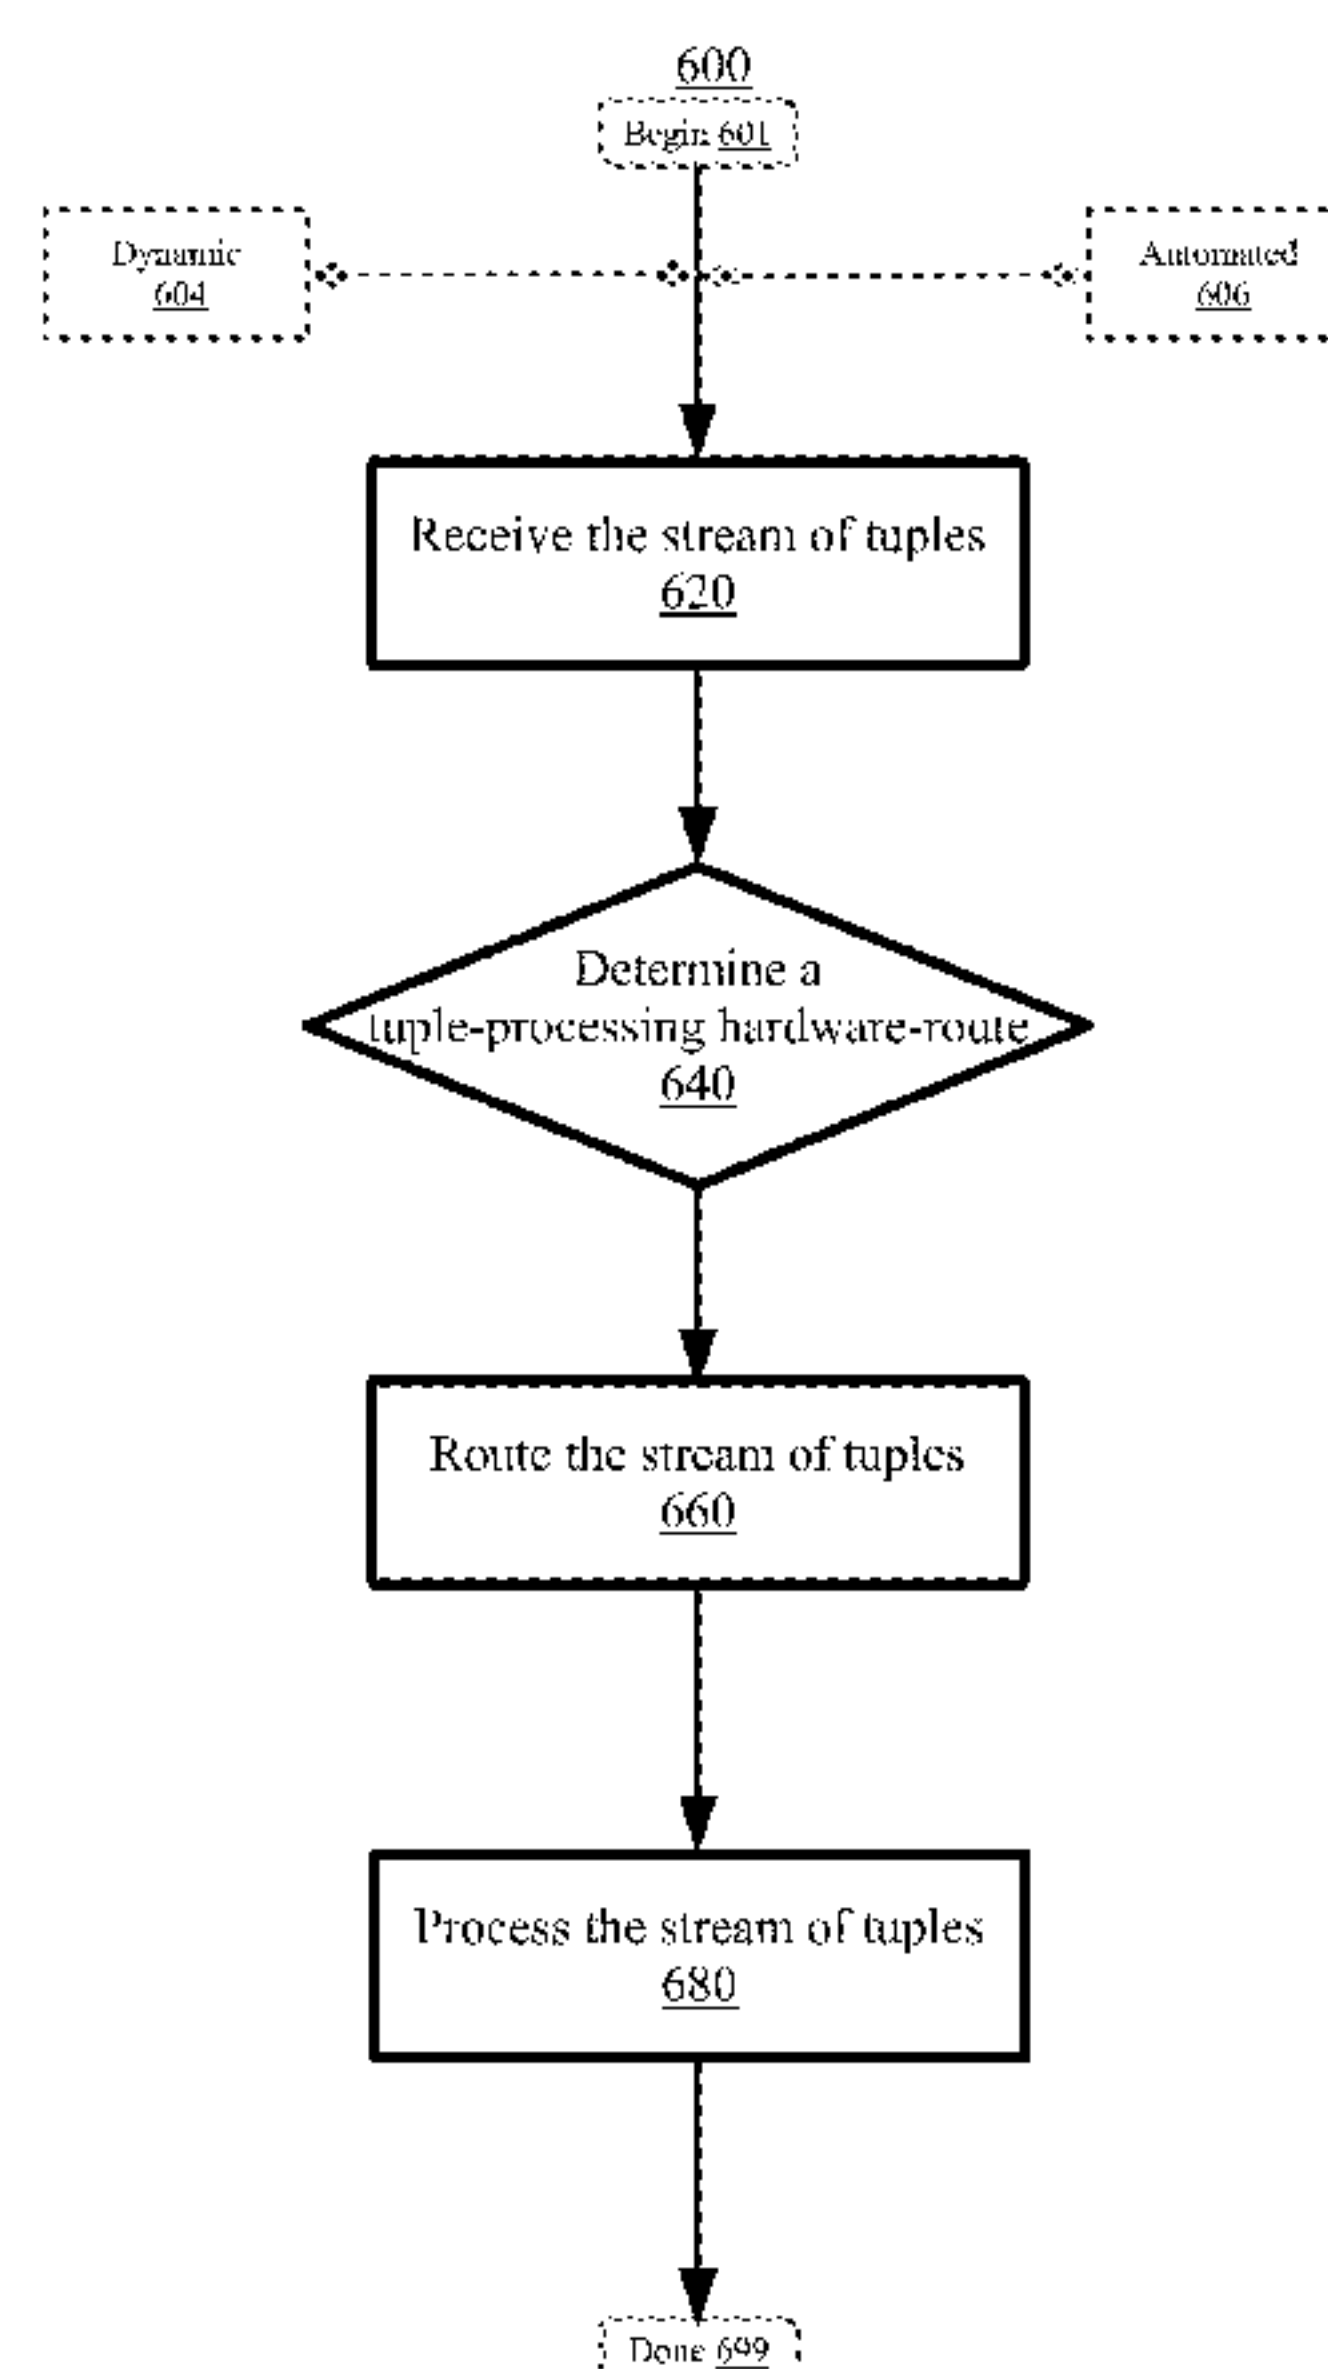 600
Begin 601
Dynamic
604
Automated
606
Receive the stream of tuples
620
Determine a
tuple-processing hardware-route
640
Route the stream of tuples
660
Process the stream of tuples
680
Done 699